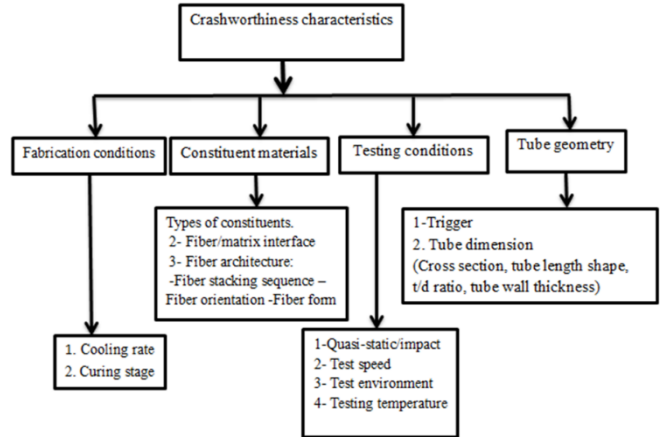 Crashworthiness characteristics
Fabrication conditions
Constituent materials
Testing conditions
Tube geometry
Types of constituents.
2- Fiber/matrix interface
3- Fiber architecture:
-Fiber stacking sequence –
Fiber orientation -Fiber form
1-Trigger
2. Tube dimension
(Cross section, tube length shape,
t/d ratio, tube wall thickness)
1. Cooling rate
2. Curing stage
1-Quasi-static/impact
2- Test speed
3- Test environment
4- Testing temperature